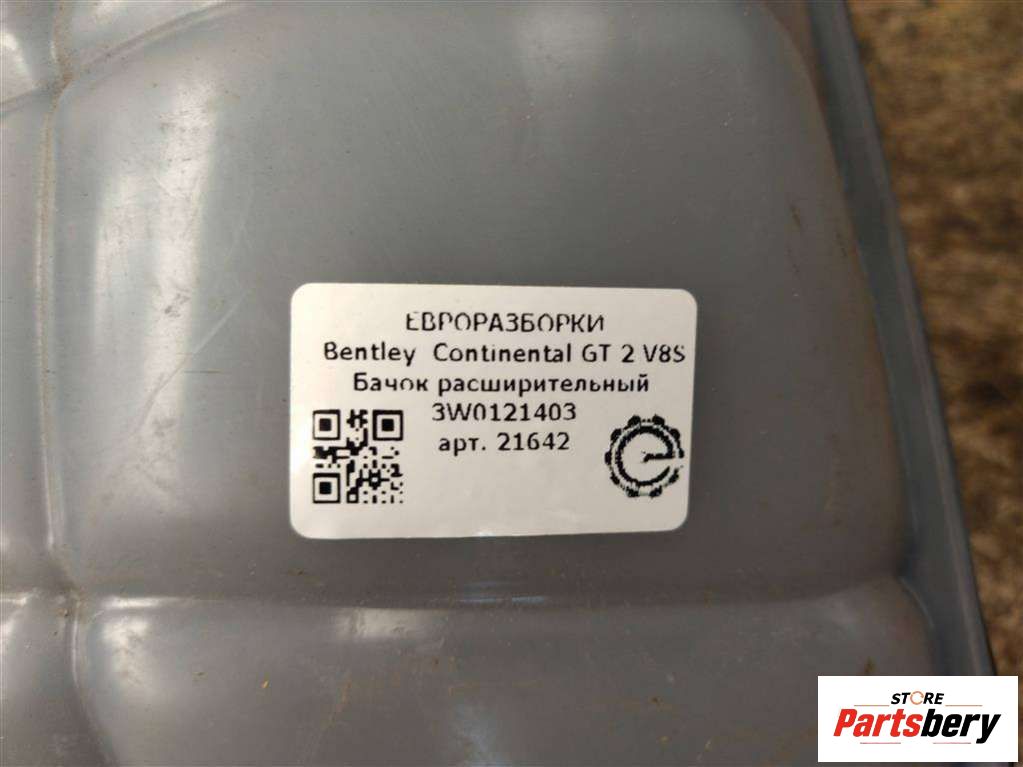 ЕВРОРАЗБОРКИ
Bentley Continental GT 2 V8S
Бачок расширительный
3W0121403
арт. 21642
STORE
Partsbery